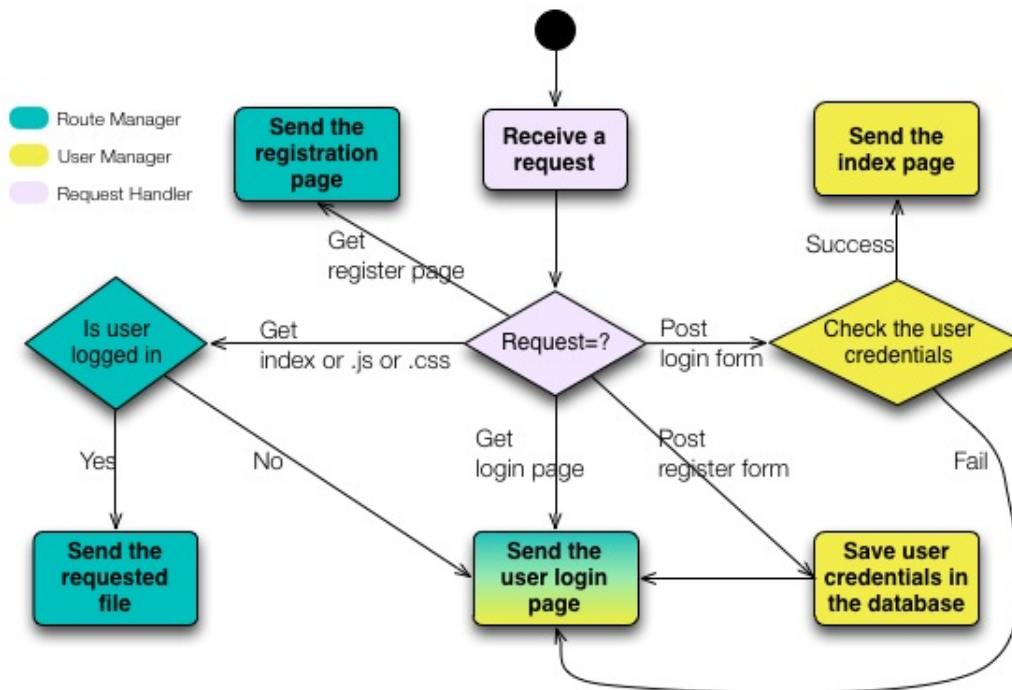 Route Manager
User Manager
Request Handler
Send the
registration
page
Receive a
request
Send the
index page
Get
register page
Success
Is user
logged in
Get
index or .js or .css
Request=?
Post
login form
Check the user
credentials
Yes
No
Get
login page
Post
register form
Fail
Send the
requested
file
Send the
user login
page
Save user
credentials in
the database